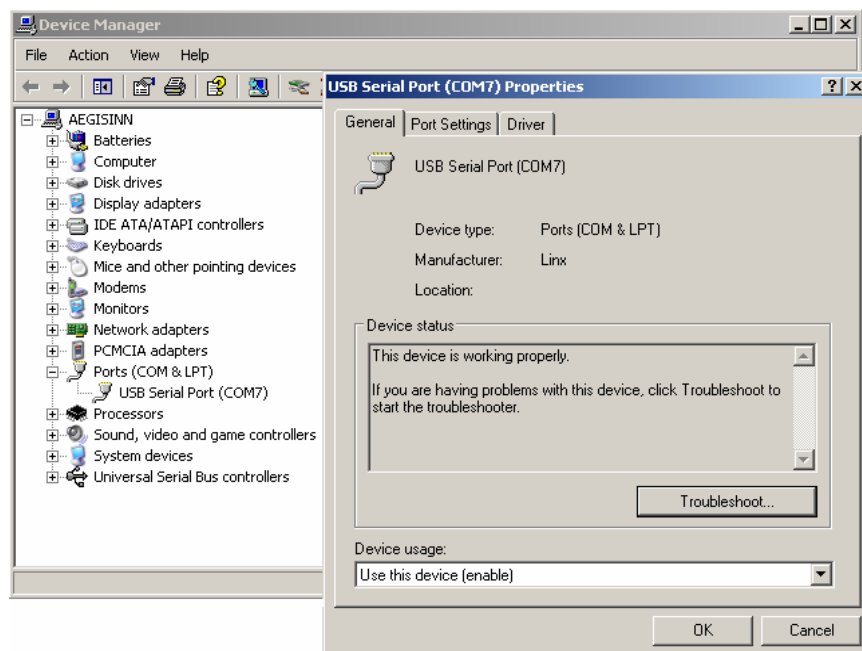 Device Manager
File Action View Help
AEGISINN
Batteries
Computer
Disk drives
Display adapters
IDE ATA/ATAPI controllers
Keyboards
Mice and other pointing devices
Modems
Monitors
Network adapters
PCMCIA adapters
Ports (COM & LPT)
USB Serial Port (COM7)
Processors
Sound, video and game controllers
System devices
Universal Serial Bus controllers
USB Serial Port (COM7) Properties
General Port Settings Driver
USB Serial Port (COM7)
Device type: Ports (COM & LPT)
Manufacturer: Linx
Location:
Device status
This device is working properly.
If you are having problems with this device, click Troubleshoot to
start the troubleshooter.
Troubleshoot...
Device usage:
Use this device (enable)
OK Cancel